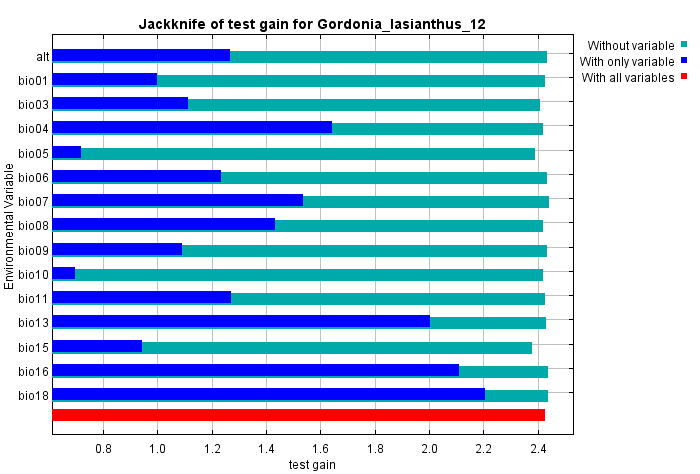 Jackknife of test gain for Gordonia_lasianthus_12
Without variable
With only variable
With all variables
Environmental Variable
alt
bio01
bio03
bio04
bio05
bio06
bio07
bio08
bio09
bio10
bio11
bio13
bio15
bio16
bio18
0.8 1.0 1.2 1.4 1.6 1.8 2.0 2.2 2.4
test gain